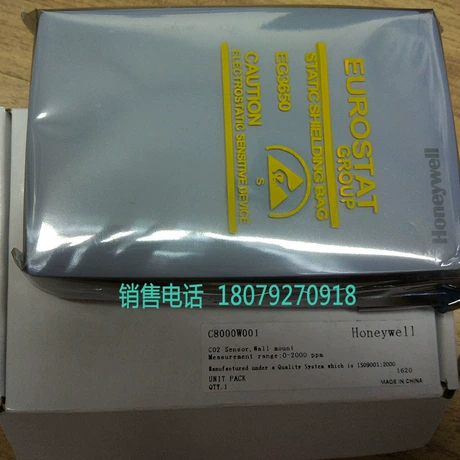 EUROSTAT
GROUP
STATIC SHIELDING BAG
EC3650
CAUTION
ELECTROSTATIC SENSITIVE DEVICE
S
Honeywell
销售电话 18079270918
C8000W001 Honeywell
CO2 Sensor,Wall mount
Measurement range:0-2000 ppm
Manufactured under a Quality System which is ISO9001:2000
1620
UNIT PACK MADE IN CHINA
QTY.1